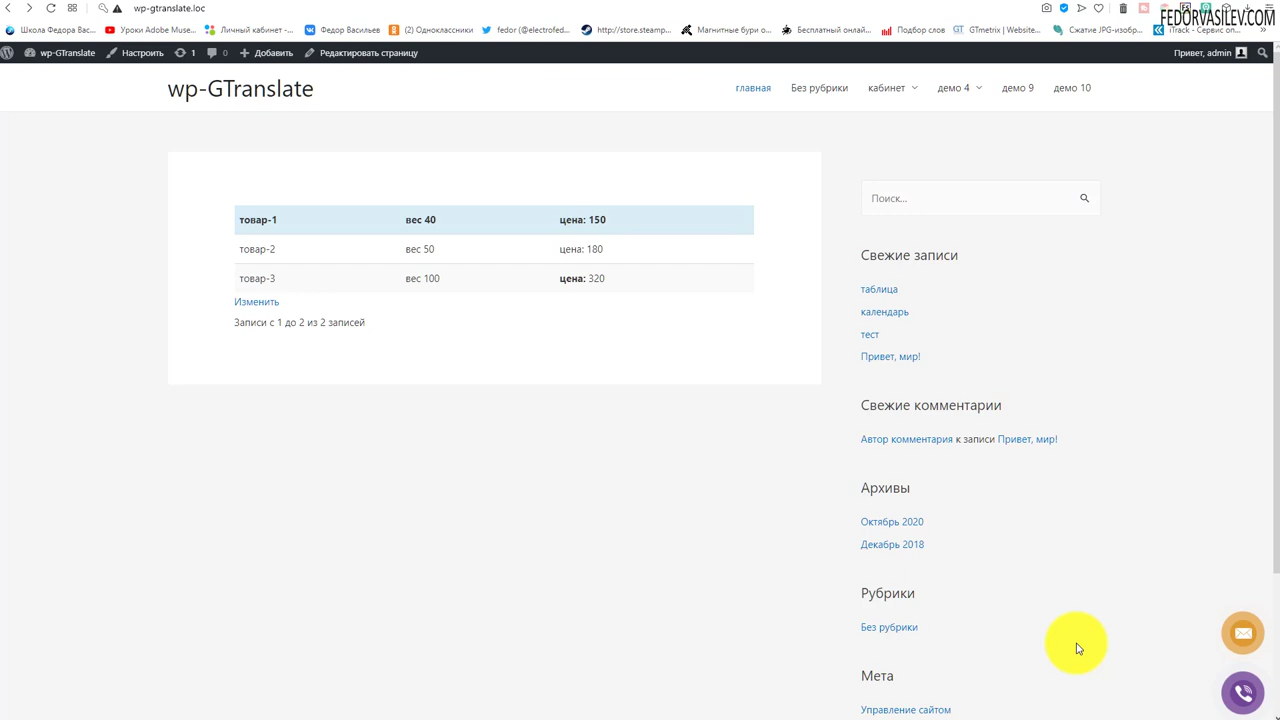 wp-gtranslate.loc
FEDORVASILEV.COM
Школа Федора Вас...
Уроки Adobe Muse...
Личный кабинет -...
Федор Васильев
(2) Одноклассники
fedor (@electrofed...
http://store.steamp...
Магнитные бури о...
Бесплатный онлай...
Подбор слов
GTmetrix | Website...
Сжатие JPG-изобр...
iTrack - Сервис оп...
wp-GTranslate
Настроить
1
0
Добавить
Редактировать страницу
Привет, admin
wp-GTranslate
главная
Без рубрики
кабинет
демо 4
демо 9
демо 10
товар-1 вес 40 цена: 150
товар-2 вес 50 цена: 180
товар-3 вес 100 цена: 320
Изменить
Записи с 1 до 2 из 2 записей
Поиск...
Свежие записи
таблица
календарь
тест
Привет, мир!
Свежие комментарии
Автор комментария к записи Привет, мир!
Архивы
Октябрь 2020
Декабрь 2018
Рубрики
Без рубрики
Мета
Управление сайтом